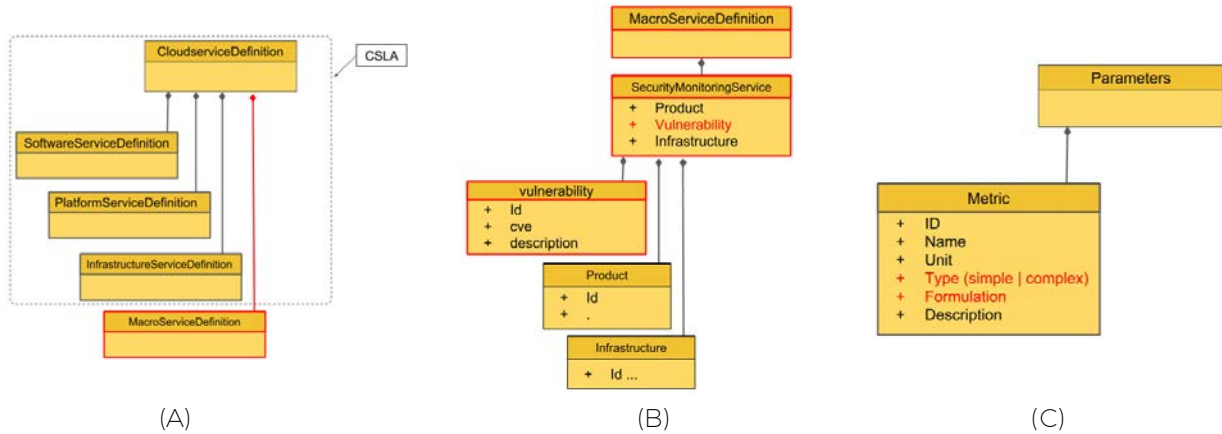 CloudserviceDefinition
CSLA
SoftwareServiceDefinition
PlatformServiceDefinition
InfrastructureServiceDefinition
MacroServiceDefinition
(A)
MacroServiceDefinition
SecurityMonitoringService
+ Product
+ Vulnerability
+ Infrastructure
vulnerability
+ Id
+ cve
+ description
Product
+ Id
+ .
Infrastructure
+ Id ...
(B)
Parameters
Metric
+ ID
+ Name
+ Unit
+ Type (simple | complex)
+ Formulation
+ Description
(C)